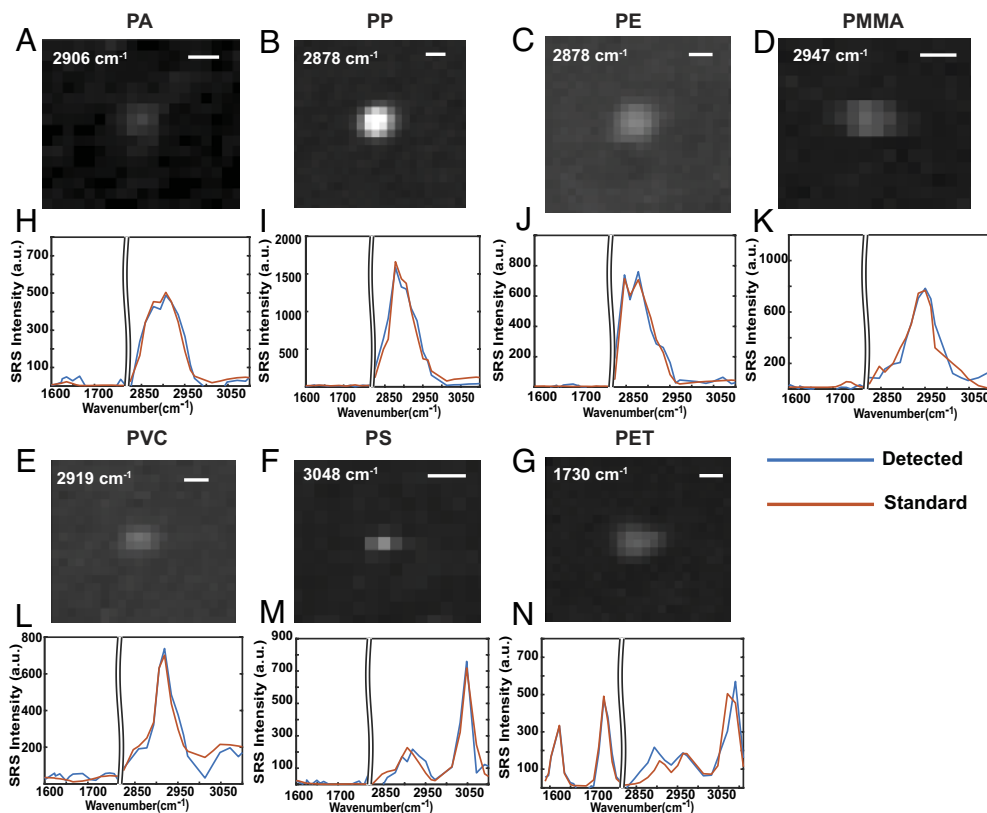 PA PP PE PMMA
A B C D
2906 cm-1 2878 cm-1 2878 cm-1 2947 cm-1
H I J K
SRS Intensity (a.u.)
700
500
300
100
1600 1700 2850 2950 3050
Wavenumber(cm-1)
SRS Intensity (a.u.)
2000
1500
1000
500
1600 1700 2850 2950 3050
Wavenumber(cm-1)
SRS Intensity (a.u.)
800
600
400
200
1600 1700 2850 2950 3050
Wavenumber(cm-1)
SRS Intensity (a.u.)
1000
600
200
1600 1700 2850 2950 3050
Wavenumber(cm-1)
PVC PS PET
E F G
2919 cm-1 3048 cm-1 1730 cm-1
Detected
Standard
L M N
SRS Intensity (a.u.)
800
600
400
200
1600 1700 2850 2950 3050
Wavenumber(cm-1)
SRS Intensity (a.u.)
900
700
500
300
100
1600 1700 2850 2950 3050
Wavenumber(cm-1)
SRS Intensity (a.u.)
700
500
300
100
1600 1700 2850 2950 3050
Wavenumber(cm-1)